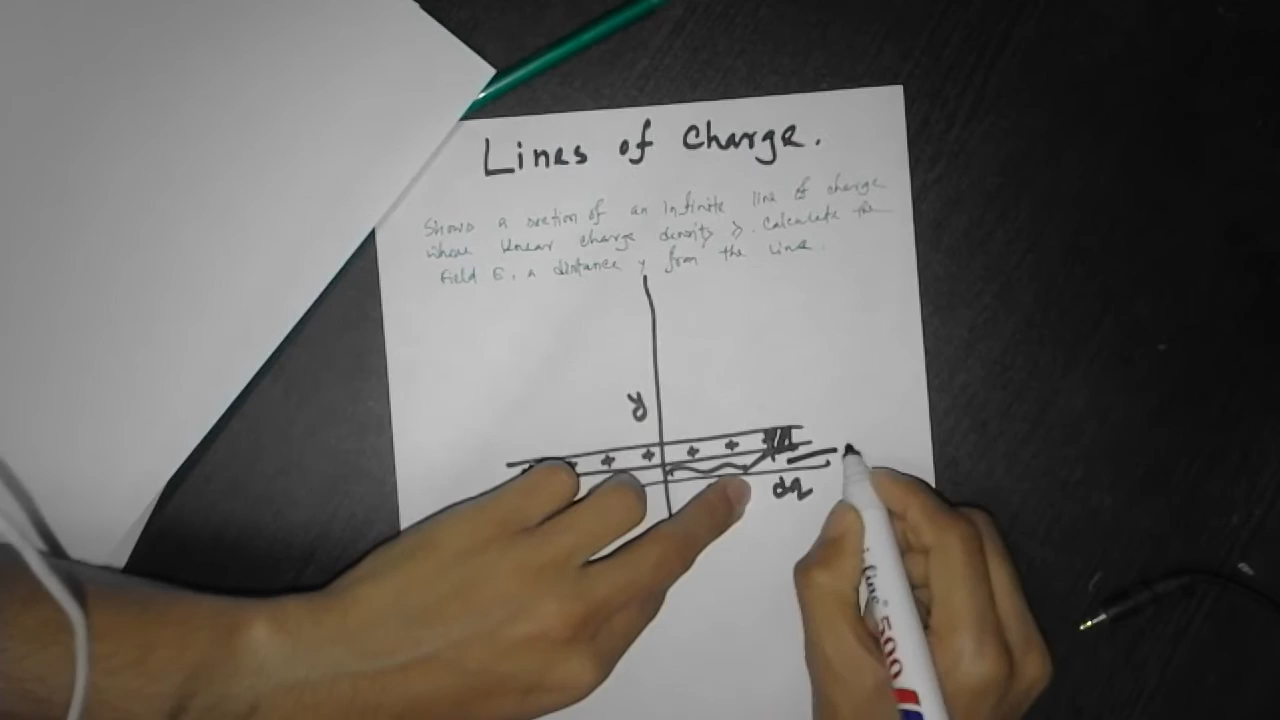 Lines of Charge.
Shows a section of an Infinite line of charge
whose linear charge density λ. Calculate the
Field E, a distance y from the line.
y
+ + + +
dq
500